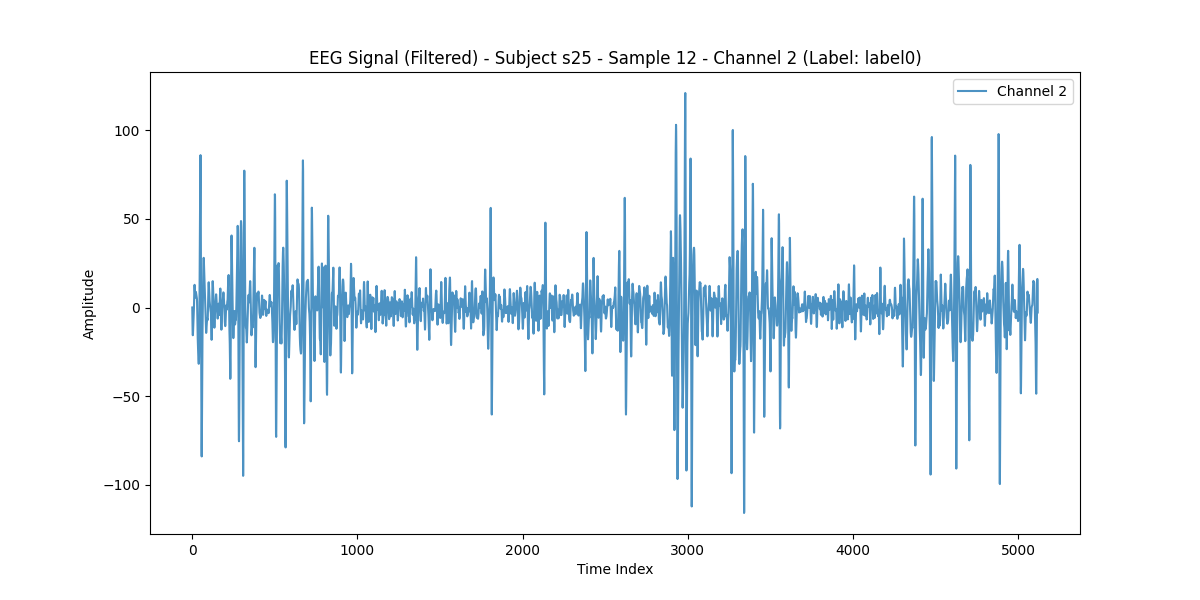 EEG Signal (Filtered) - Subject s25 - Sample 12 - Channel 2 (Label: label0)
Channel 2
100
50
0
−50
−100
Amplitude
0 1000 2000 3000 4000 5000
Time Index